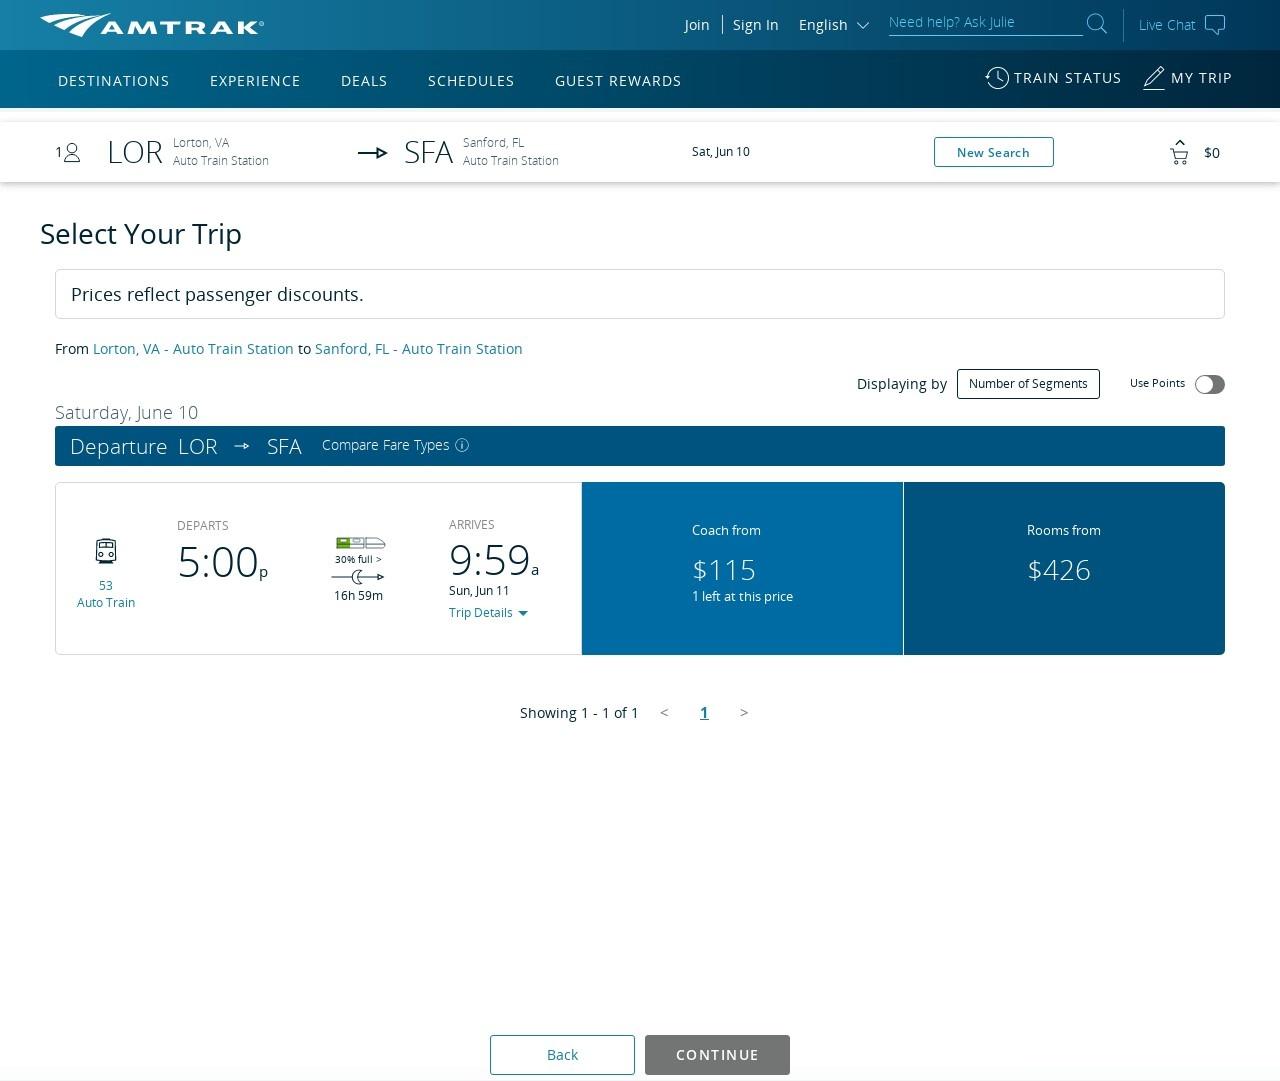 AMTRAK
Join
Sign In
English
Need help? Ask Julie
Live Chat
DESTINATIONS
EXPERIENCE
DEALS
SCHEDULES
GUEST REWARDS
TRAIN STATUS
MY TRIP
1
LOR
Lorton, VA
Auto Train Station
SFA
Sanford, FL
Auto Train Station
Sat, Jun 10
New Search
$0
Select Your Trip
Prices reflect passenger discounts.
From Lorton, VA - Auto Train Station to Sanford, FL - Auto Train Station
Displaying by
Number of Segments
Use Points
Saturday, June 10
Departure LOR SFA Compare Fare Types
53
Auto Train
DEPARTS
5:00p
30% full >
16h 59m
ARRIVES
9:59a
Sun, Jun 11
Trip Details
Coach from
$115
1 left at this price
Rooms from
$426
Showing 1 - 1 of 1 < 1 >
Back
CONTINUE